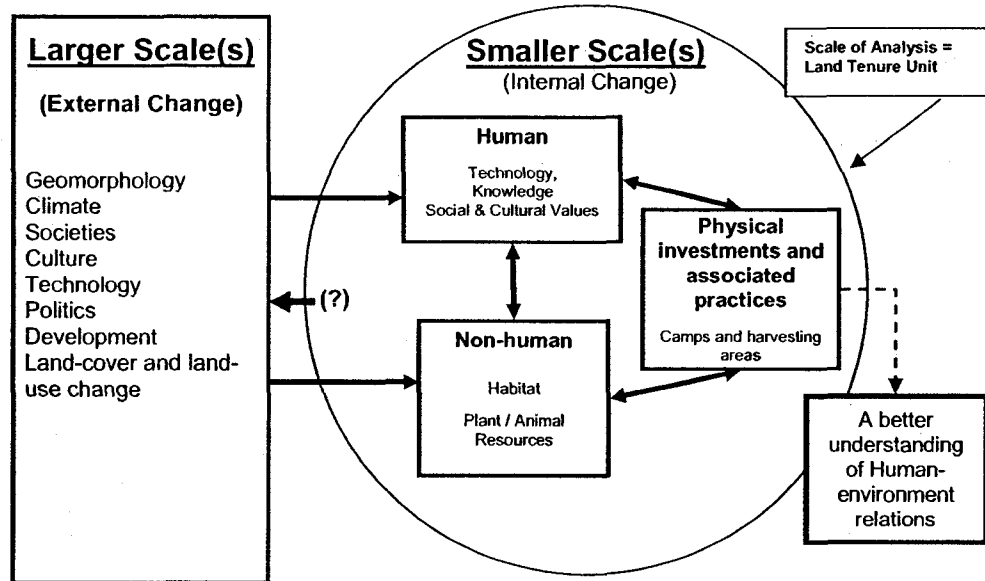 Larger Scale(s)
(External Change)
Geomorphology
Climate
Societies
Culture
Technology
Politics
Development
Land-cover and land-
use change
Smaller Scale(s)
(Internal Change)
Human
Technology,
Knowledge
Social & Cultural Values
(?)
Non-human
Habitat
Plant / Animal
Resources
Physical
investments and
associated
practices
Camps and harvesting
areas
Scale of Analysis =
Land Tenure Unit
A better
understanding
of Human-
environment
relations